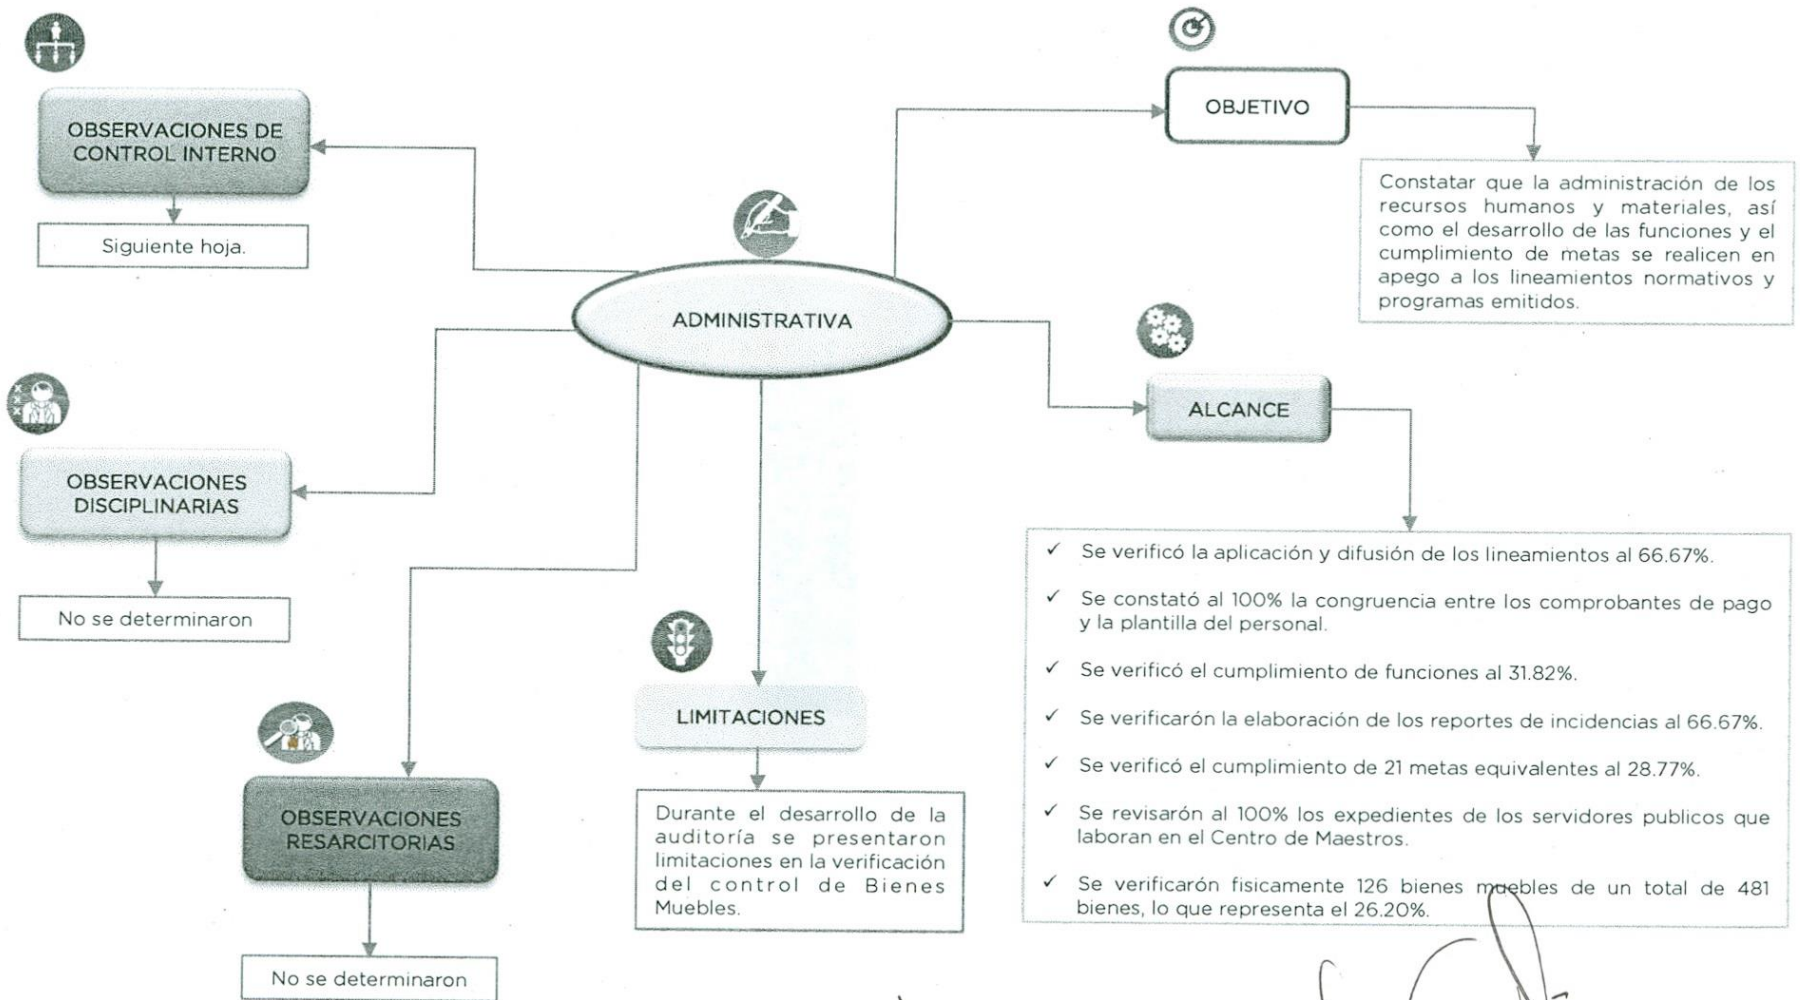 OBSERVACIONES DE
CONTROL INTERNO
Siguiente hoja.
OBJETIVO
Constatar que la administración de los
recursos humanos y materiales, así
como el desarrollo de las funciones y el
cumplimiento de metas se realicen en
apego a los lineamientos normativos y
programas emitidos.
ADMINISTRATIVA
ALCANCE
✓ Se verificó la aplicación y difusión de los lineamientos al 66.67%.
✓ Se constató al 100% la congruencia entre los comprobantes de pago
y la plantilla del personal.
✓ Se verificó el cumplimiento de funciones al 31.82%.
✓ Se verificarón la elaboración de los reportes de incidencias al 66.67%.
✓ Se verificó el cumplimiento de 21 metas equivalentes al 28.77%.
✓ Se revisarón al 100% los expedientes de los servidores publicos que
laboran en el Centro de Maestros.
✓ Se verificarón fisicamente 126 bienes muebles de un total de 481
bienes, lo que representa el 26.20%.
OBSERVACIONES
DISCIPLINARIAS
No se determinaron
LIMITACIONES
Durante el desarrollo de la
auditoría se presentaron
limitaciones en la verificación
del control de Bienes
Muebles.
OBSERVACIONES
RESARCITORIAS
No se determinaron